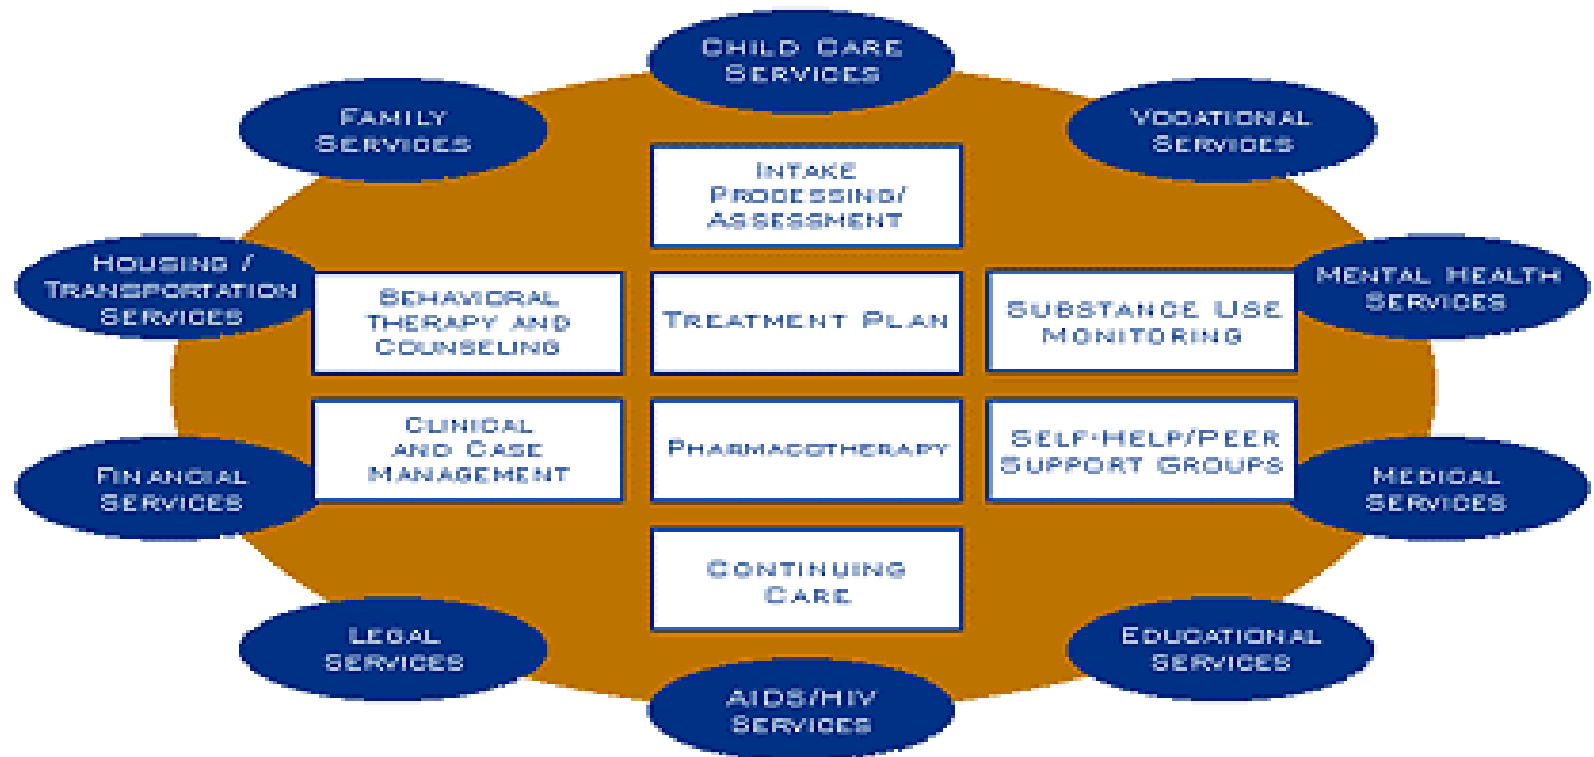 CHILD CARE
SERVICES
FAMILY
SERVICES
VOCATIONAL
SERVICES
INTAKE
PROCESSING/
ASSESSMENT
HOUSING /
TRANSPORTATION
SERVICES
BEHAVIORAL
THERAPY AND
COUNSELING
TREATMENT PLAN
SUBSTANCE USE
MONITORING
MENTAL HEALTH
SERVICES
FINANCIAL
SERVICES
CLINICAL
AND CASE
MANAGEMENT
PHARMACOTHERAPY
SELF-HELP/PEER
SUPPORT GROUPS
MEDICAL
SERVICES
CONTINUING
CARE
LEGAL
SERVICES
AIDS/HIV
SERVICES
EDUCATIONAL
SERVICES